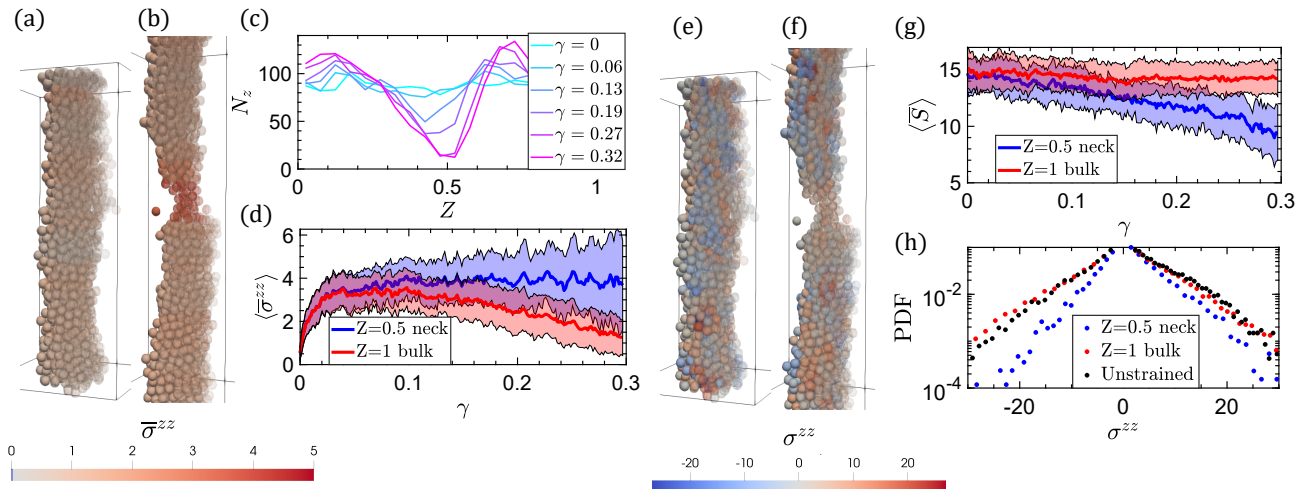 (a)
(b)
(c)
N_z
120
80
40
0
0
0.5
1
Z
γ = 0
γ = 0.06
γ = 0.13
γ = 0.19
γ = 0.27
γ = 0.32
(d)
⟨σ̅^{zz}⟩
6
4
2
0
0
0.1
0.2
0.3
γ
Z=0.5 neck
Z=1 bulk
σ̅^{zz}
0 1 2 3 4 5
(e)
(f)
σ^{zz}
-20 -10 0 10 20
(g)
⟨S̅⟩
15
10
5
0
0.1
0.2
0.3
γ
Z=0.5 neck
Z=1 bulk
(h)
PDF
10^{-2}
10^{-4}
-20
0
20
σ^{zz}
Z=0.5 neck
Z=1 bulk
Unstrained